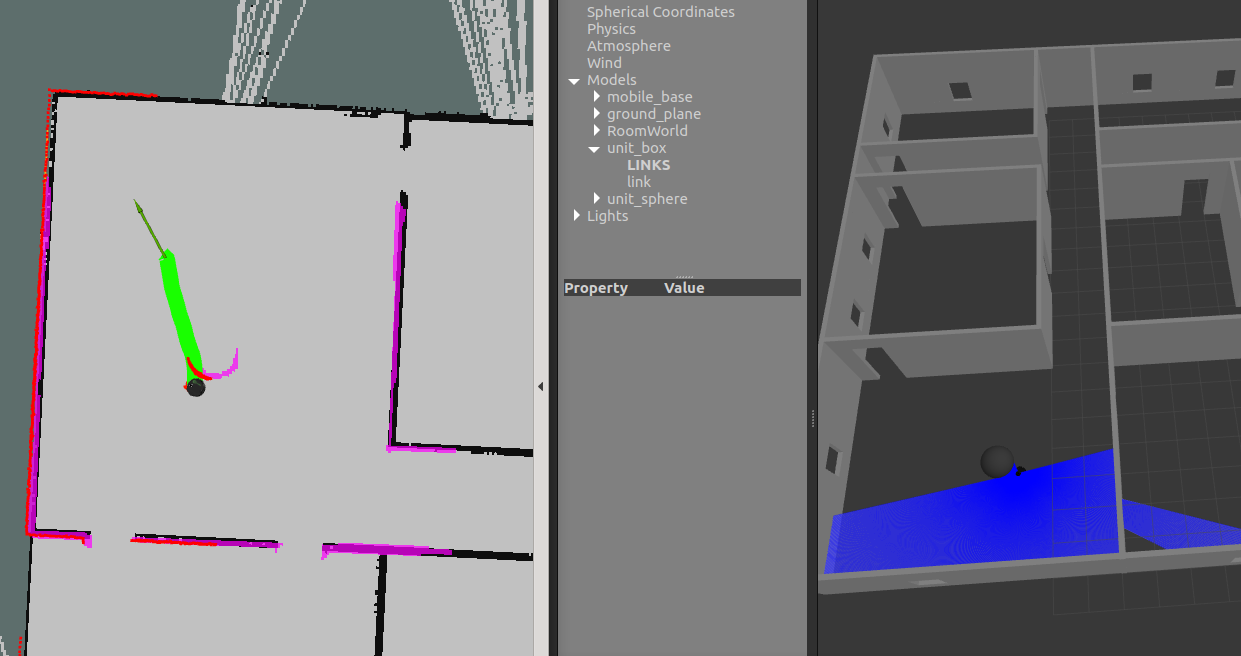 Spherical Coordinates
Physics
Atmosphere
Wind
Models
mobile_base
ground_plane
RoomWorld
unit_box
LINKS
link
unit_sphere
Lights
Property Value